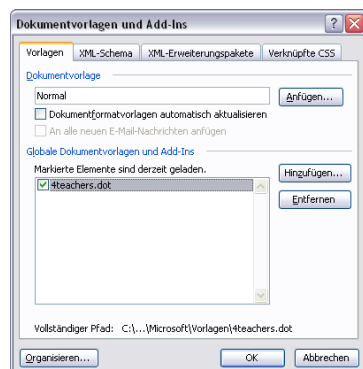 Dokumentvorlagen und Add-Ins
Vorlagen XML-Schema XML-Erweiterungspakete Verknüpfte CSS
Dokumentvorlage
Normal Anfügen...
Dokumentformatvorlagen automatisch aktualisieren
An alle neuen E-Mail-Nachrichten anfügen
Globale Dokumentvorlagen und Add-Ins
Markierte Elemente sind derzeit geladen.
4teachers.dot
Hinzufügen...
Entfernen
Vollständiger Pfad: C:\...\Microsoft\Vorlagen\4teachers.dot
Organisieren... OK Abbrechen